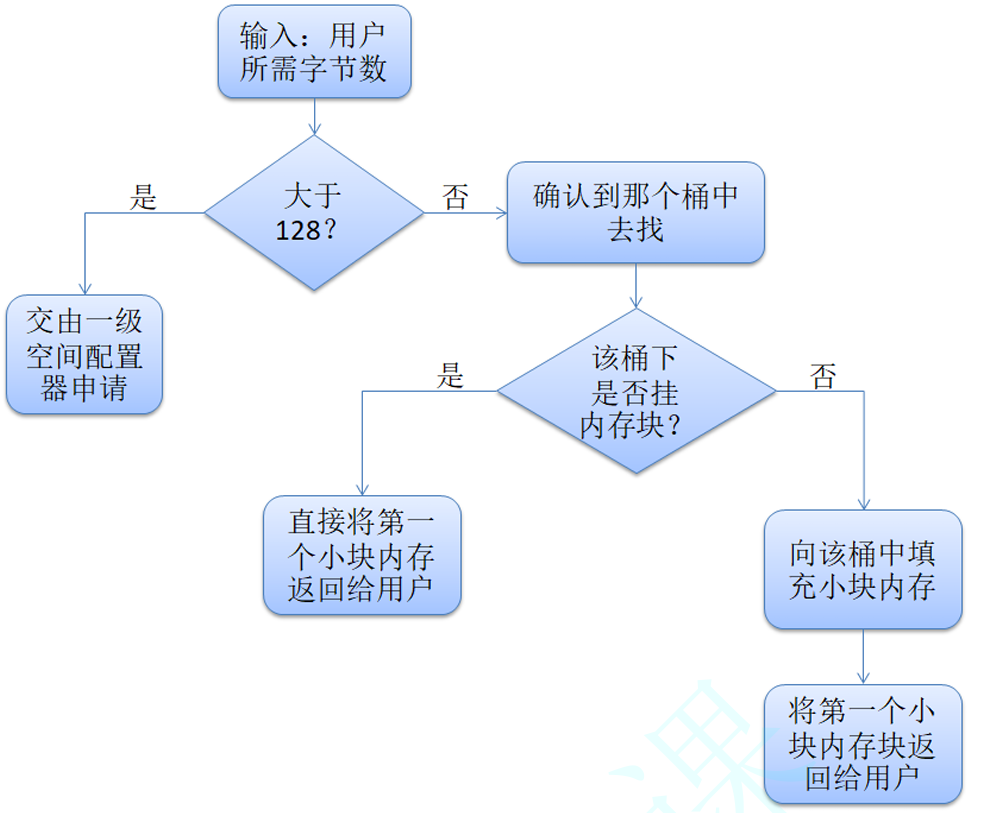 输入：用户
所需字节数
大于
128？
是
否
确认到那个桶中
去找
交由一级
空间配置
器申请
该桶下
是否挂
内存块？
是
否
直接将第一
个小块内存
返回给用户
向该桶中填
充小块内存
将第一个小
块内存块返
回给用户
课